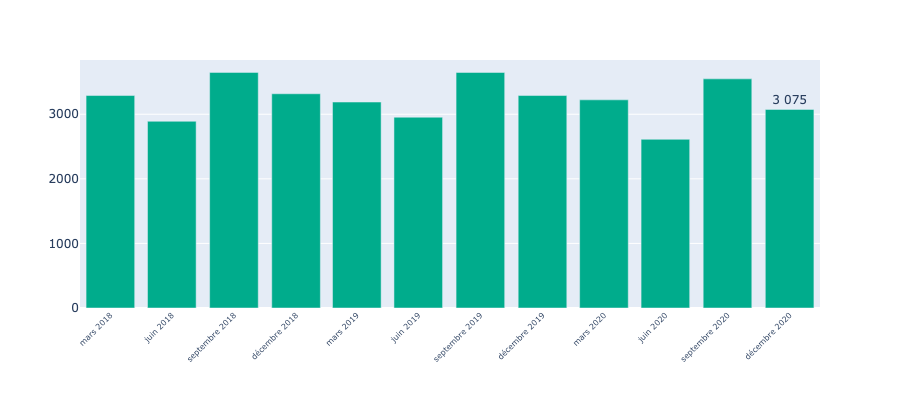 3 075
3000
2000
1000
0
mars 2018
juin 2018
septembre 2018
décembre 2018
mars 2019
juin 2019
septembre 2019
décembre 2019
mars 2020
juin 2020
septembre 2020
décembre 2020